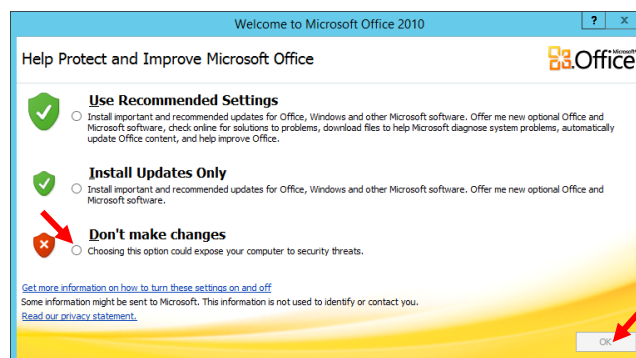 Welcome to Microsoft Office 2010
? x
Help Protect and Improve Microsoft Office
Microsoft
Office
Use Recommended Settings
Install important and recommended updates for Office, Windows and other Microsoft software. Offer me new optional Office and
Microsoft software, check online for solutions to problems, download files to help Microsoft diagnose system problems, automatically
update Office content, and help improve Office.
Install Updates Only
Install important and recommended updates for Office, Windows and other Microsoft software. Offer me new optional Office and
Microsoft software.
Don't make changes
Choosing this option could expose your computer to security threats.
Get more information on how to turn these settings on and off
Some information might be sent to Microsoft. This information is not used to identify or contact you.
Read our privacy statement.
OK